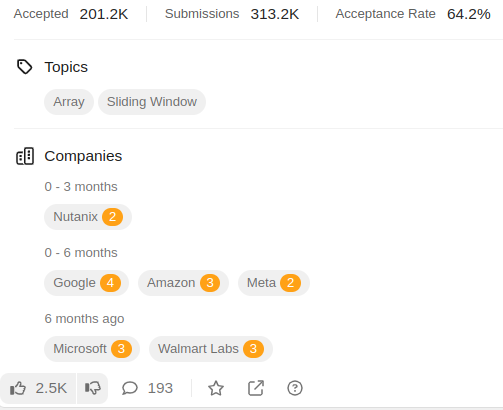 Accepted 201.2K Submissions 313.2K Acceptance Rate 64.2%
Topics
Array Sliding Window
Companies
0 - 3 months
Nutanix 2
0 - 6 months
Google 4 Amazon 3 Meta 2
6 months ago
Microsoft 3 Walmart Labs 3
2.5K 193